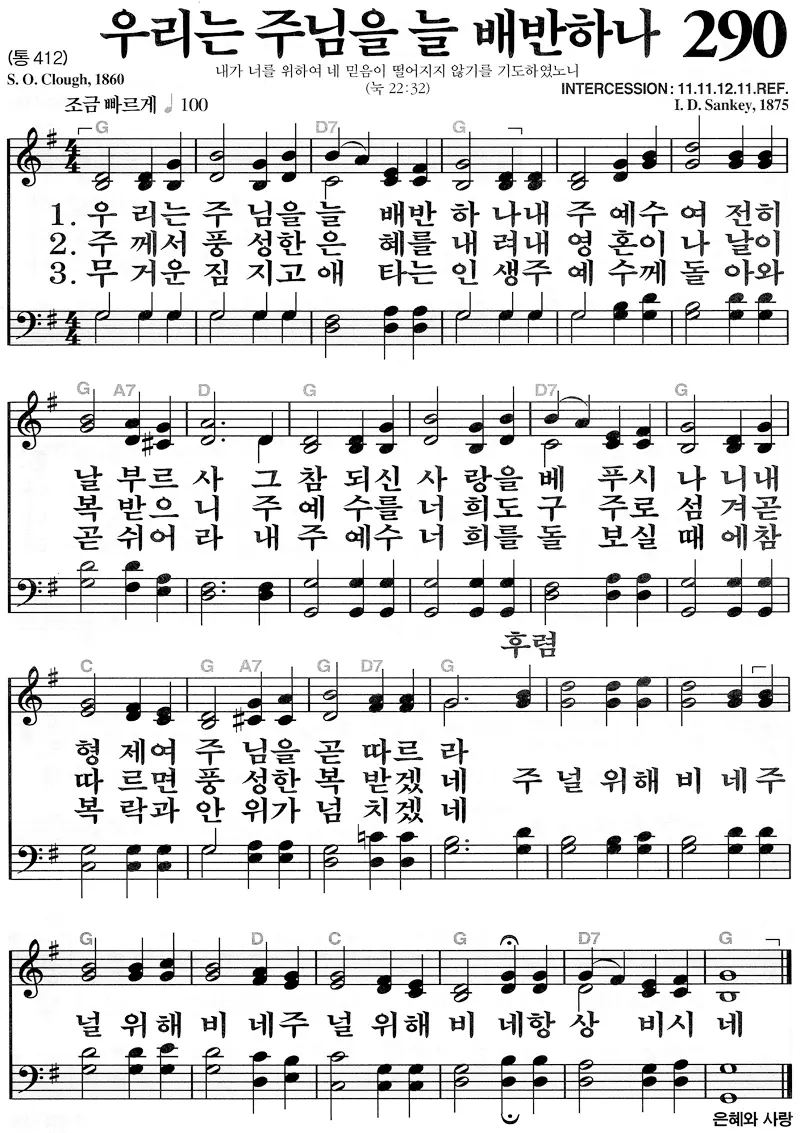 우리는 주님을 늘 배반하나 290
(통 412)
내가 너를 위하여 네 믿음이 떨어지지 않기를 기도하였노니
(눅 22:32)
S. O. Clough, 1860
INTERCESSION : 11.11.12.11.REF.
조금 빠르게 ♩ 100
I. D. Sankey, 1875
G D7 G
1. 우 리는 주 님을 늘 배반 하 나내 주 예수 여 전히
2. 주 께서 풍 성한 은 혜를 내 려내 영 혼이 나 날이
3. 무 거운 짐 지고 애 타는 인 생주 예 수께 돌 아와
G A7 D G D7 G
날 부르 사 그 참 되신 사 랑을 베 푸시 나 니내
복 받으 니 주 예 수를 너 희도 구 주로 섬 겨곧
곧 쉬어 라 내 주 예수 너 희를 돌 보실 때 에참
후렴
C G A7 G D7 G
형 제여 주 님을 곧 따르 라
따 르면 풍 성한 복 받겠 네 주 널 위해 비 네주
복 락과 안 위가 넘 치겠 네
G D C G D7 G
널 위해 비 네주 널 위해 비 네항 상 비시 네
은혜와 사랑